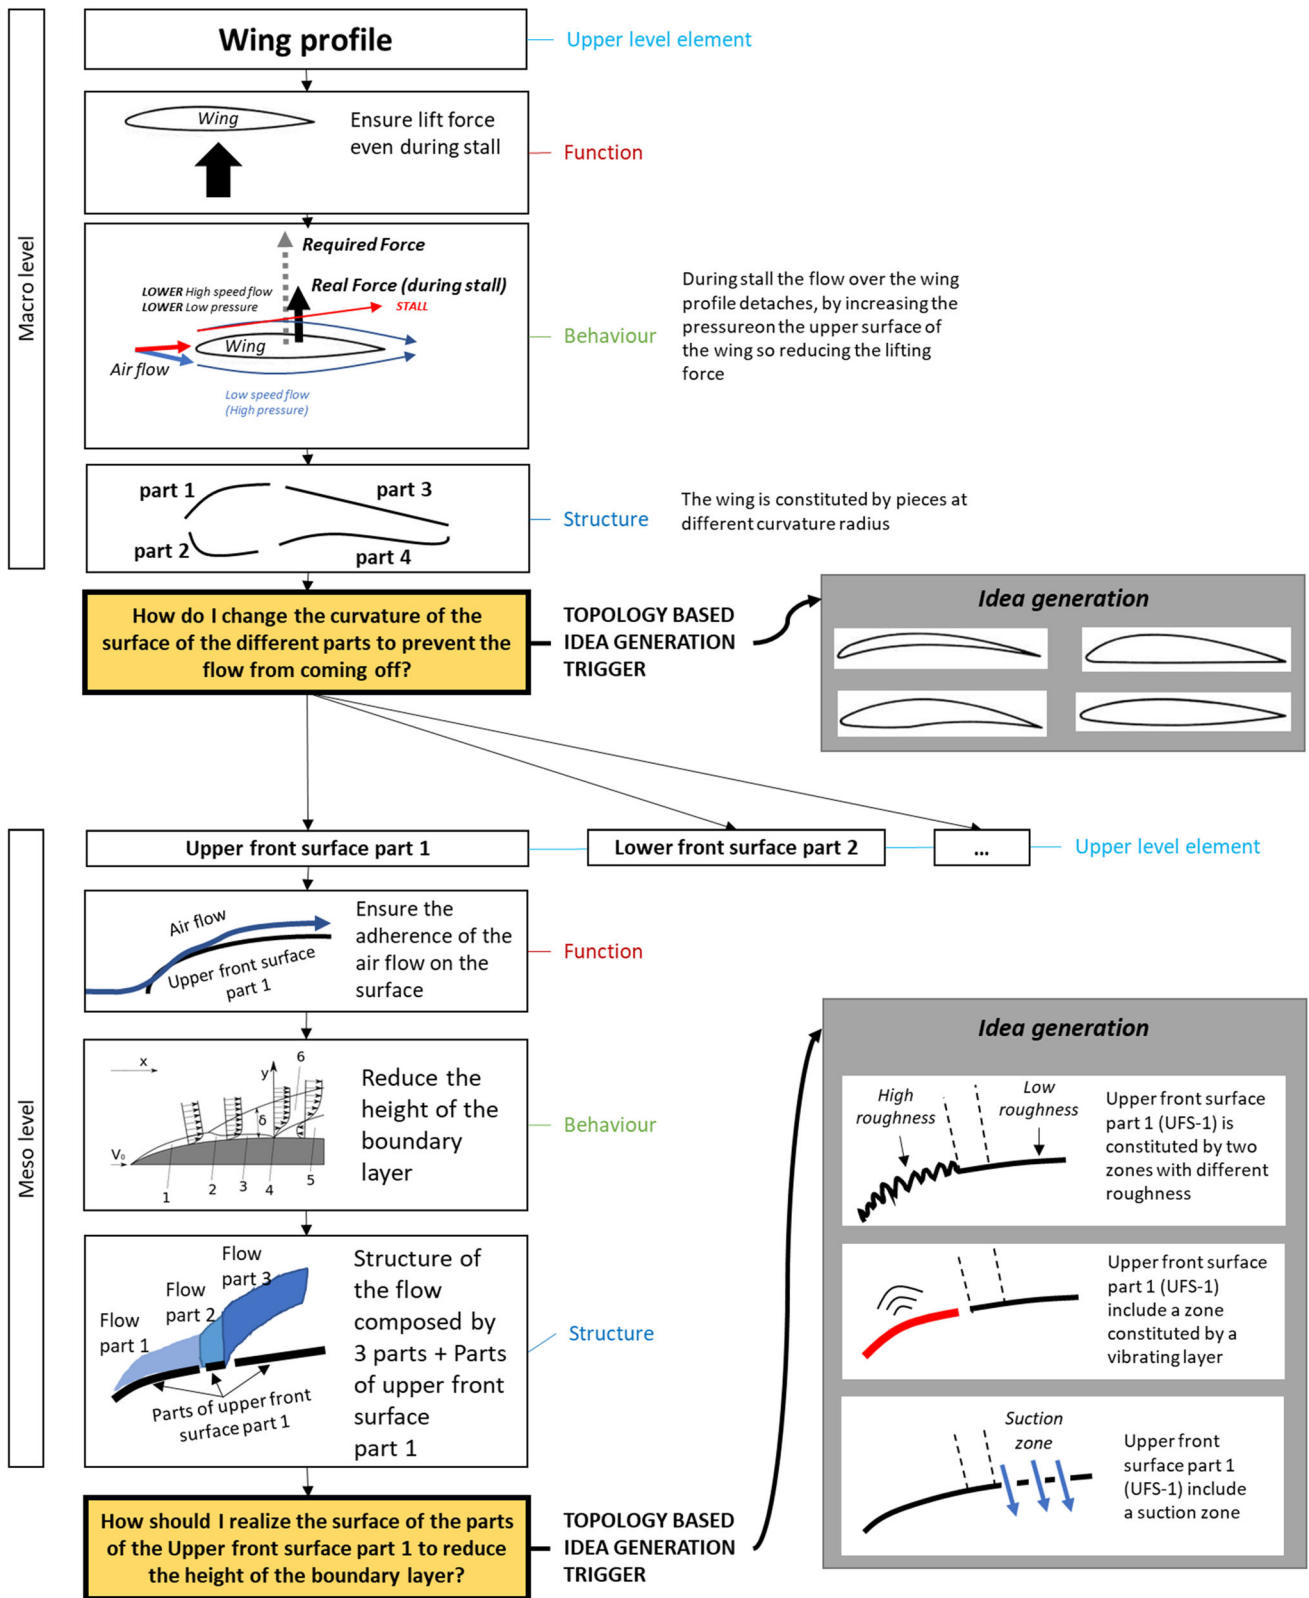 Macro level
Wing profile
Upper level element
Wing
Ensure lift force
even during stall
Function
Required Force
Real Force (during stall)
LOWER High speed flow
LOWER Low pressure
STALL
Wing
Air flow
Low speed flow
(High pressure)
Behaviour
During stall the flow over the wing
profile detaches, by increasing the
pressureon the upper surface of
the wing so reducing the lifting
force
part 1
part 3
part 2
part 4
Structure
The wing is constituted by pieces at
different curvature radius
How do I change the curvature of the
surface of the different parts to prevent the
flow from coming off?
TOPOLOGY BASED
IDEA GENERATION
TRIGGER
Idea generation
Meso level
Upper front surface part 1
Lower front surface part 2
...
Upper level element
Air flow
Upper front surface
part 1
Ensure the
adherence of the
air flow on the
surface
Function
x
y
6
δ
V₀
1
2
3
4
5
Reduce the
height of the
boundary
layer
Behaviour
Flow
part 1
Flow
part 2
Flow
part 3
Parts of upper front
surface part 1
Structure of
the flow
composed by
3 parts + Parts
of upper front
surface
part 1
Structure
How should I realize the surface of the parts
of the Upper front surface part 1 to reduce
the height of the boundary layer?
TOPOLOGY BASED
IDEA GENERATION
TRIGGER
Idea generation
High
roughness
Low
roughness
Upper front surface
part 1 (UFS-1) is
constituted by two
zones with different
roughness
Upper front surface
part 1 (UFS-1)
include a zone
constituted by a
vibrating layer
Suction
zone
Upper front
surface part 1
(UFS-1) include
a suction zone